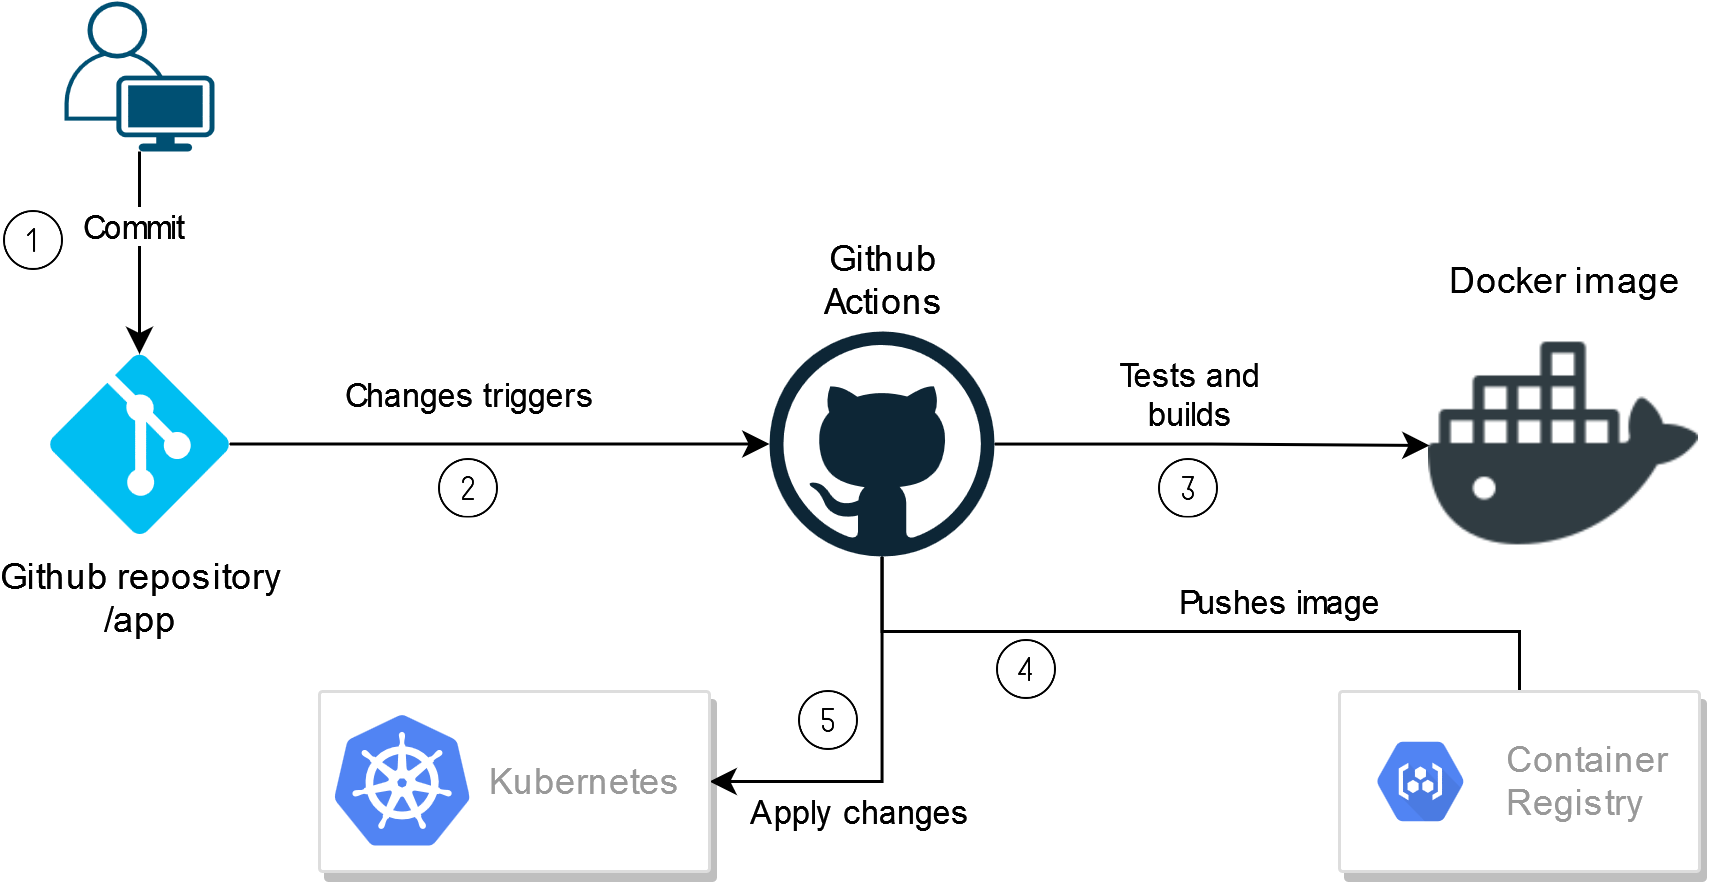 1
Commit
Github
Actions
Docker image
Changes triggers
2
Tests and
builds
3
Github repository
/app
Pushes image
4
5
Kubernetes
Apply changes
Container
Registry